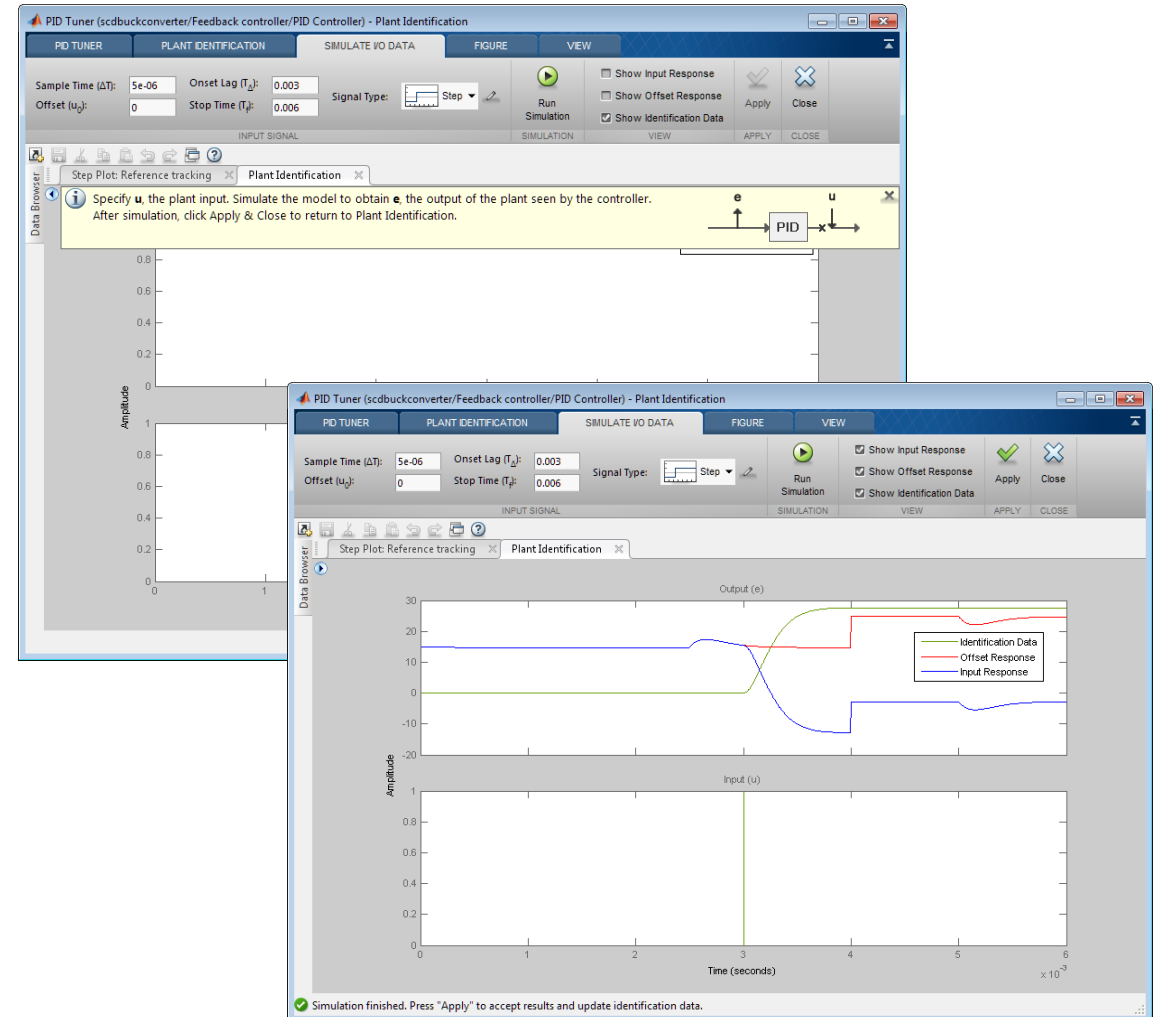 PID Tuner (scdbuckconverter/Feedback controller/PID Controller) - Plant Identification
PID TUNER PLANT IDENTIFICATION SIMULATE I/O DATA FIGURE VIEW
Sample Time (ΔT): 5e-06 Onset Lag (TΔ): 0.003
Offset (u0): 0 Stop Time (Tf): 0.006
Signal Type: Step
Run
Simulation
Show Input Response
Show Offset Response
Show Identification Data
Apply Close
INPUT SIGNAL SIMULATION VIEW APPLY CLOSE
Data Browser
Step Plot: Reference tracking Plant Identification
Specify u, the plant input. Simulate the model to obtain e, the output of the plant seen by the controller.
After simulation, click Apply & Close to return to Plant Identification.
e u
PID
0.8
0.6
0.4
0.2
0
Amplitude
1
0.8
0.6
0.4
0.2
0
0 1
PID Tuner (scdbuckconverter/Feedback controller/PID Controller) - Plant Identification
PID TUNER PLANT IDENTIFICATION SIMULATE I/O DATA FIGURE VIEW
Sample Time (ΔT): 5e-06 Onset Lag (TΔ): 0.003
Offset (u0): 0 Stop Time (Tf): 0.006
Signal Type: Step
Run
Simulation
Show Input Response
Show Offset Response
Show Identification Data
Apply Close
INPUT SIGNAL SIMULATION VIEW APPLY CLOSE
Data Browser
Step Plot: Reference tracking Plant Identification
Output (e)
30
20
10
0
-10
-20
Identification Data
Offset Response
Input Response
Amplitude
Input (u)
1
0.8
0.6
0.4
0.2
0
0 1 2 3 4 5 6
Time (seconds)
x 10-3
Simulation finished. Press "Apply" to accept results and update identification data.